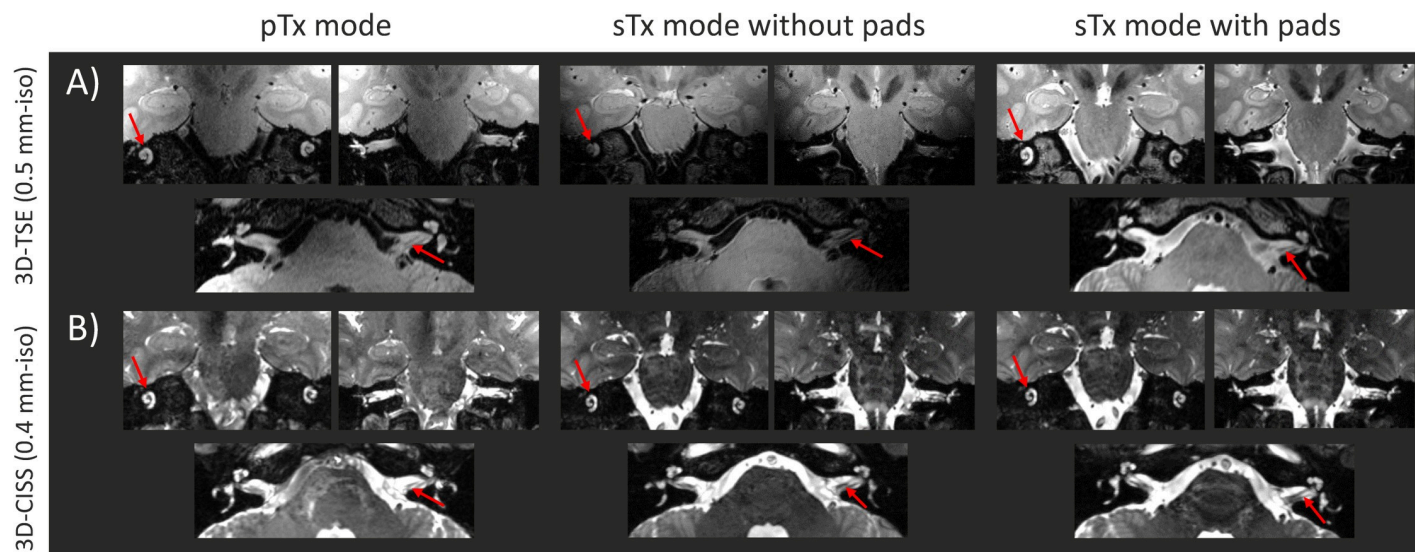 pTx mode
sTx mode without pads
sTx mode with pads
A)
3D-TSE (0.5 mm-iso)
B)
3D-CISS (0.4 mm-iso)